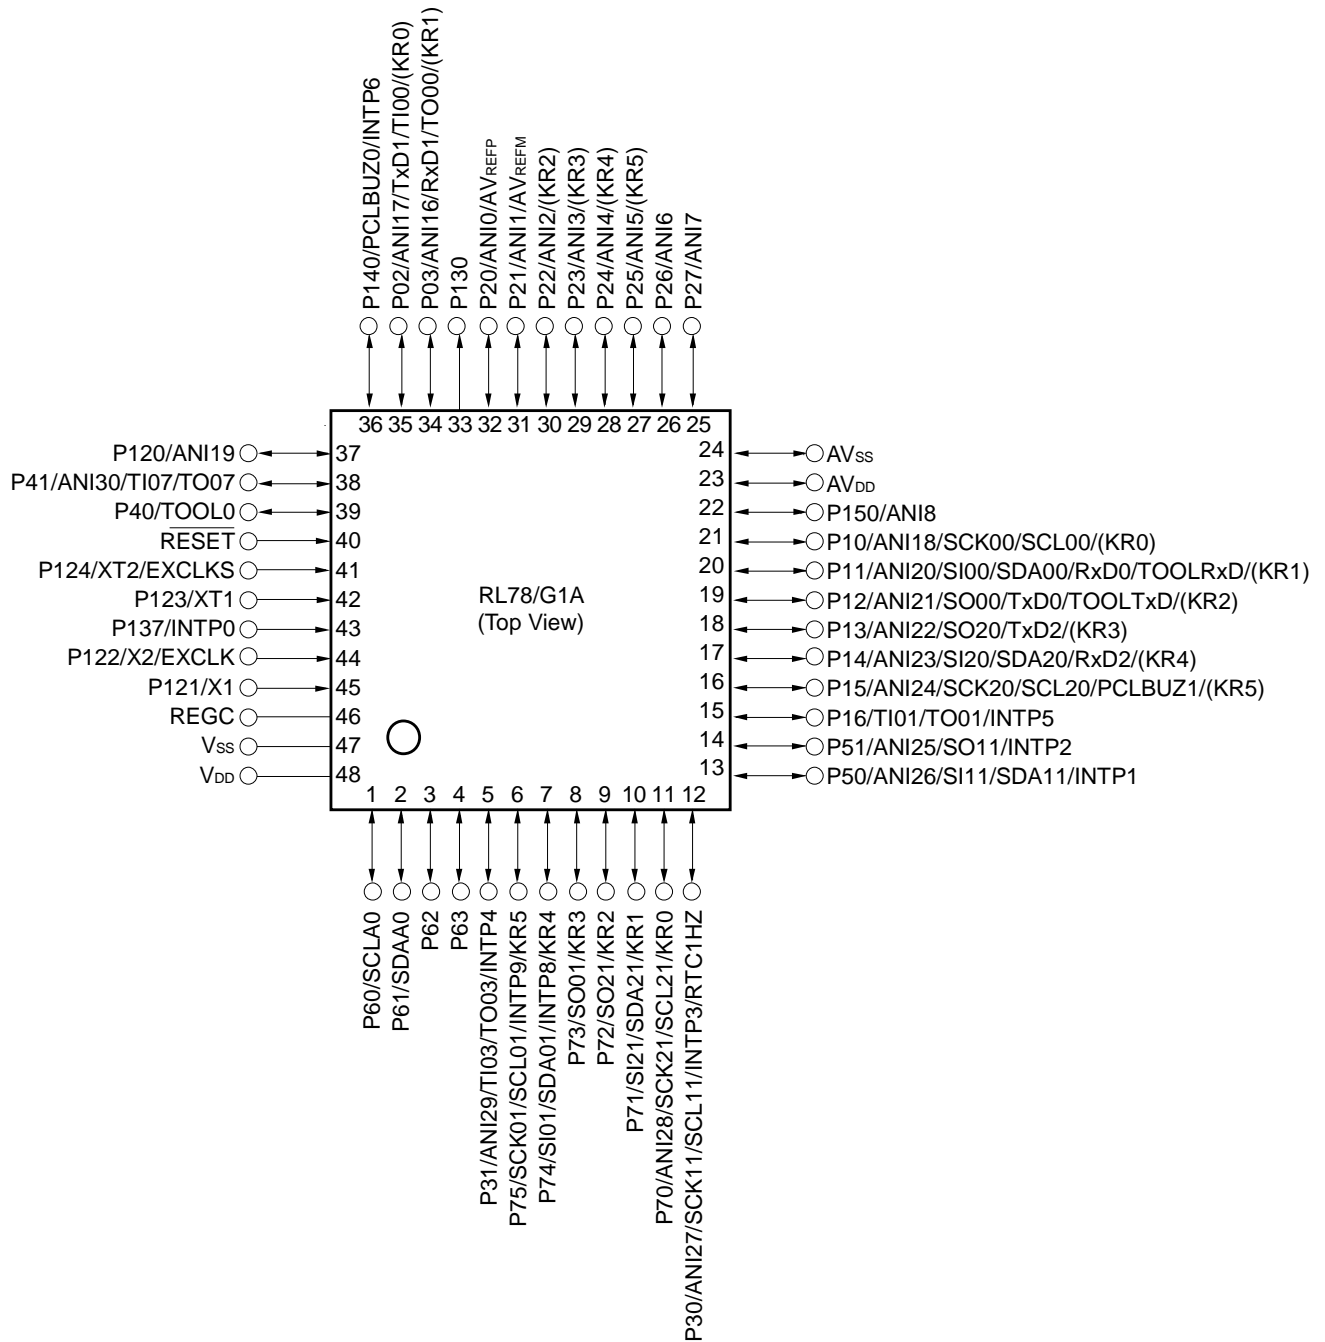 P140/PCLBUZ0/INTP6
P02/ANI17/TxD1/TI00/(KR0)
P03/ANI16/RxD1/TO00/(KR1)
P130
P20/ANI0/AVREFP
P21/ANI1/AVREFM
P22/ANI2/(KR2)
P23/ANI3/(KR3)
P24/ANI4/(KR4)
P25/ANI5/(KR5)
P26/ANI6
P27/ANI7
36 35 34 33 32 31 30 29 28 27 26 25
P120/ANI19 37
P41/ANI30/TI07/TO07 38
P40/TOOL0 39
RESET 40
P124/XT2/EXCLKS 41
P123/XT1 42
P137/INTP0 43
P122/X2/EXCLK 44
P121/X1 45
REGC 46
VSS 47
VDD 48
RL78/G1A
(Top View)
24 AVSS
23 AVDD
22 P150/ANI8
21 P10/ANI18/SCK00/SCL00/(KR0)
20 P11/ANI20/SI00/SDA00/RxD0/TOOLRxD/(KR1)
19 P12/ANI21/SO00/TxD0/TOOLTxD/(KR2)
18 P13/ANI22/SO20/TxD2/(KR3)
17 P14/ANI23/SI20/SDA20/RxD2/(KR4)
16 P15/ANI24/SCK20/SCL20/PCLBUZ1/(KR5)
15 P16/TI01/TO01/INTP5
14 P51/ANI25/SO11/INTP2
13 P50/ANI26/SI11/SDA11/INTP1
1 2 3 4 5 6 7 8 9 10 11 12
P60/SCLA0
P61/SDAA0
P62
P63
P31/ANI29/TI03/TO03/INTP4
P75/SCK01/SCL01/INTP9/KR5
P74/SI01/SDA01/INTP8/KR4
P73/SO01/KR3
P72/SO21/KR2
P71/SI21/SDA21/KR1
P70/ANI28/SCK21/SCL21/KR0
P30/ANI27/SCK11/SCL11/INTP3/RTC1HZ